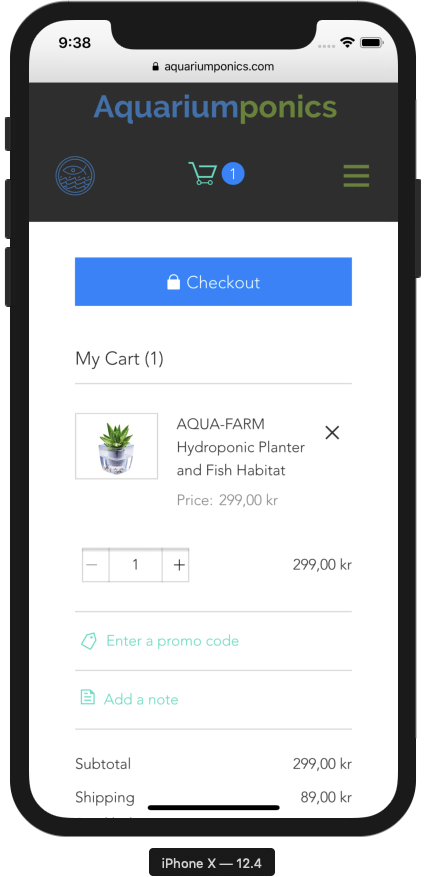 9:38
aquariumponics.com
Aquariumponics
1
Checkout
My Cart (1)
AQUA-FARM
Hydroponic Planter
and Fish Habitat
Price: 299,00 kr
− 1 + 299,00 kr
Enter a promo code
Add a note
Subtotal 299,00 kr
Shipping 89,00 kr
iPhone X — 12.4